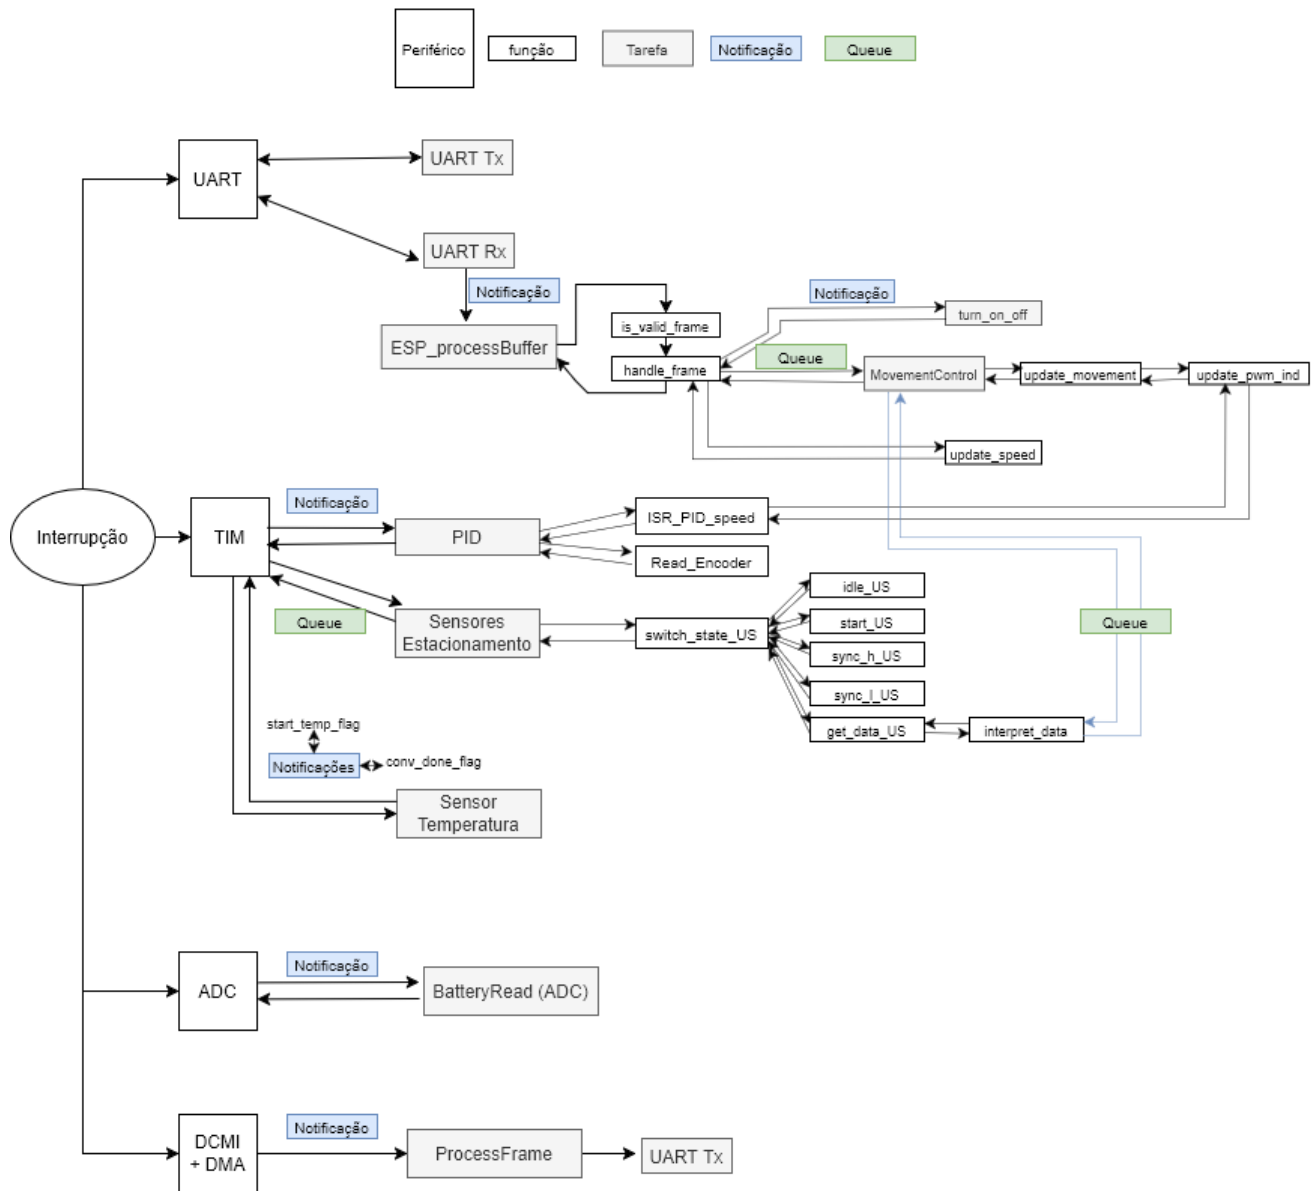 Periférico
função
Tarefa
Notificação
Queue
UART
UART Tx
UART Rx
Notificação
ESP_processBuffer
is_valid_frame
handle_frame
Notificação
turn_on_off
Queue
MovementControl
update_movement
update_pwm_ind
update_speed
Interrupção
TIM
Notificação
PID
ISR_PID_speed
Read_Encoder
Queue
Sensores
Estacionamento
switch_state_US
idle_US
start_US
sync_h_US
sync_l_US
get_data_US
interpret_data
Queue
start_temp_flag
Notificações
conv_done_flag
Sensor
Temperatura
ADC
Notificação
BatteryRead (ADC)
DCMI
+ DMA
Notificação
ProcessFrame
UART Tx